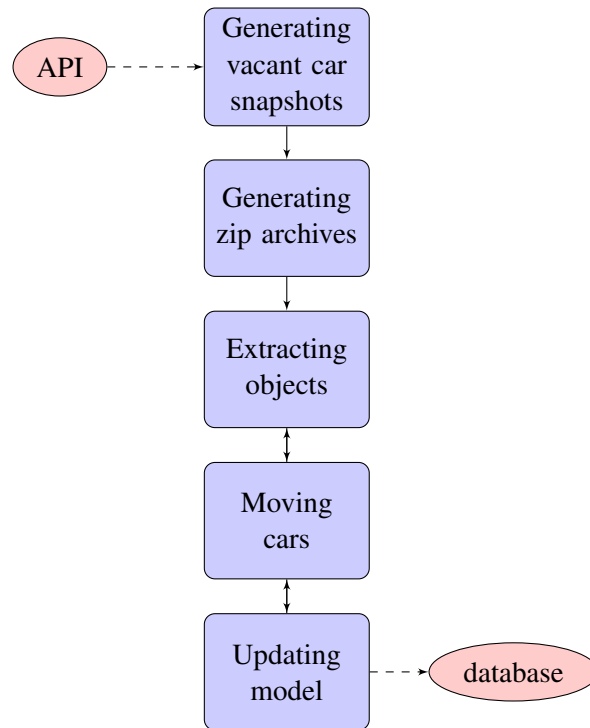 Generating
vacant car
snapshots
API
Generating
zip archives
Extracting
objects
Moving
cars
Updating
model
database